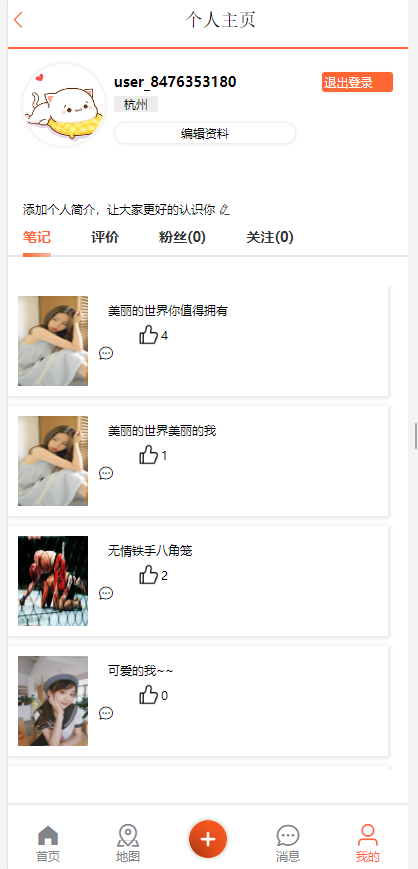 个人主页
user_8476353180
退出登录
杭州
编辑资料
添加个人简介，让大家更好的认识你
笔记 评价 粉丝(0) 关注(0)
美丽的世界你值得拥有
4
美丽的世界美丽的我
1
无情铁手八角笼
2
可爱的我~~
0
首页 地图 消息 我的